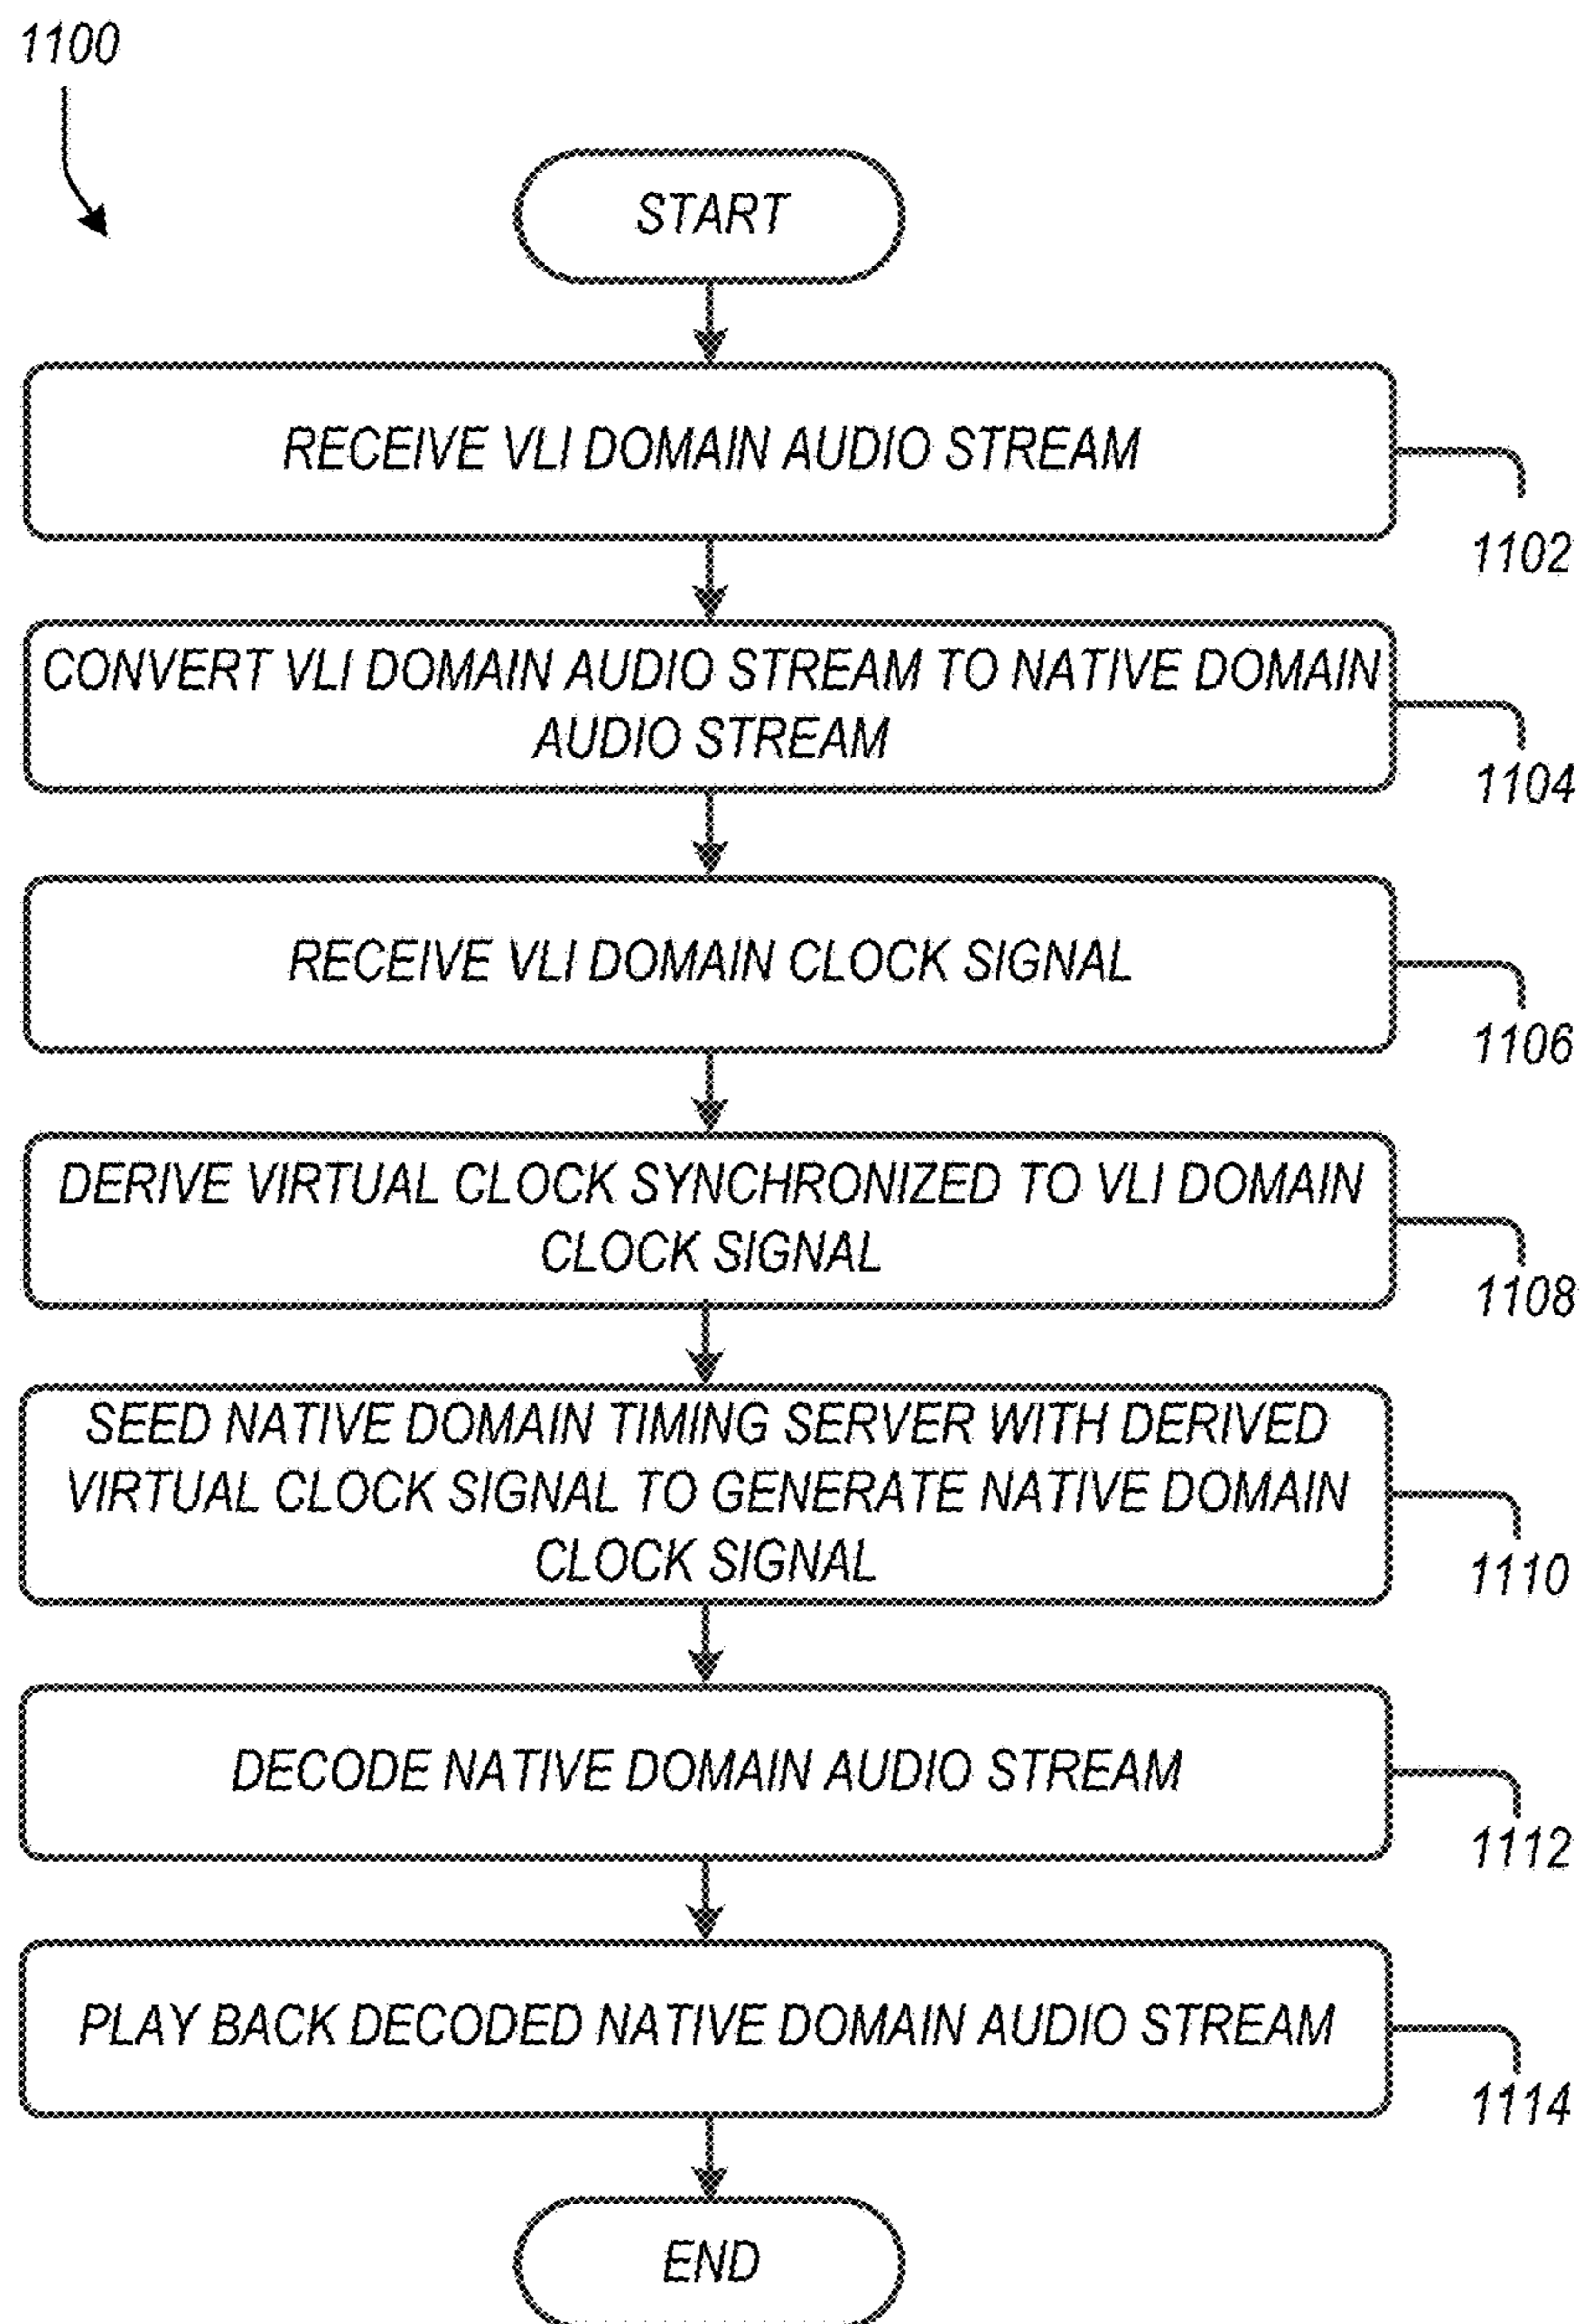 1100
START
RECEIVE VLI DOMAIN AUDIO STREAM
1102
CONVERT VLI DOMAIN AUDIO STREAM TO NATIVE DOMAIN
AUDIO STREAM
1104
RECEIVE VLI DOMAIN CLOCK SIGNAL
1106
DERIVE VIRTUAL CLOCK SYNCHRONIZED TO VLI DOMAIN
CLOCK SIGNAL
1108
SEED NATIVE DOMAIN TIMING SERVER WITH DERIVED
VIRTUAL CLOCK SIGNAL TO GENERATE NATIVE DOMAIN
CLOCK SIGNAL
1110
DECODE NATIVE DOMAIN AUDIO STREAM
1112
PLAY BACK DECODED NATIVE DOMAIN AUDIO STREAM
1114
END